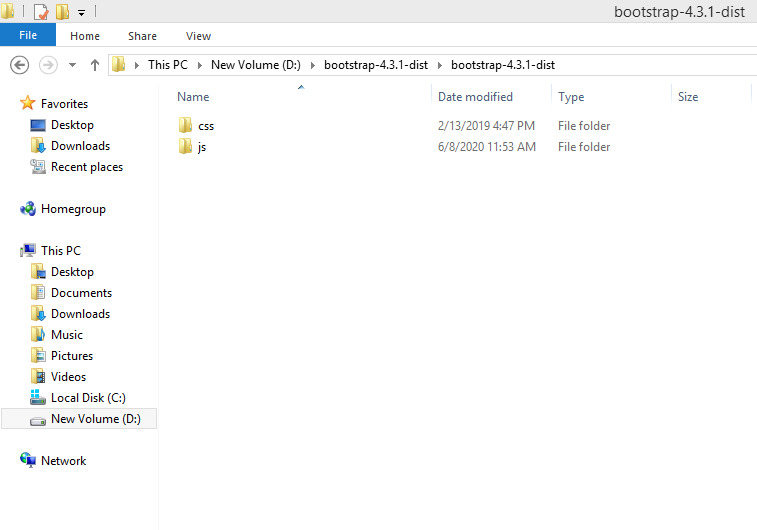 bootstrap-4.3.1-dist
File Home Share View
This PC New Volume (D:) bootstrap-4.3.1-dist bootstrap-4.3.1-dist
Name Date modified Type Size
css 2/13/2019 4:47 PM File folder
js 6/8/2020 11:53 AM File folder
Favorites
Desktop
Downloads
Recent places
Homegroup
This PC
Desktop
Documents
Downloads
Music
Pictures
Videos
Local Disk (C:)
New Volume (D:)
Network